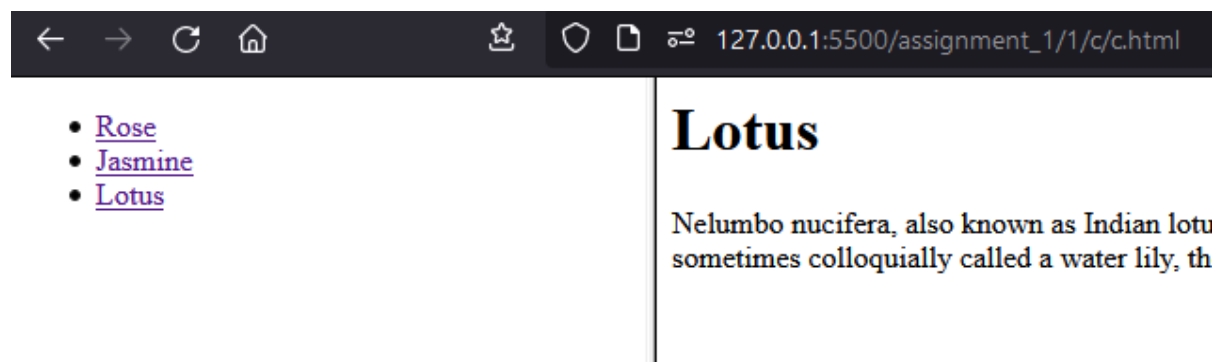 127.0.0.1:5500/assignment_1/1/c/c.html
Rose
Jasmine
Lotus
Lotus
Nelumbo nucifera, also known as Indian lotu
sometimes colloquially called a water lily, th